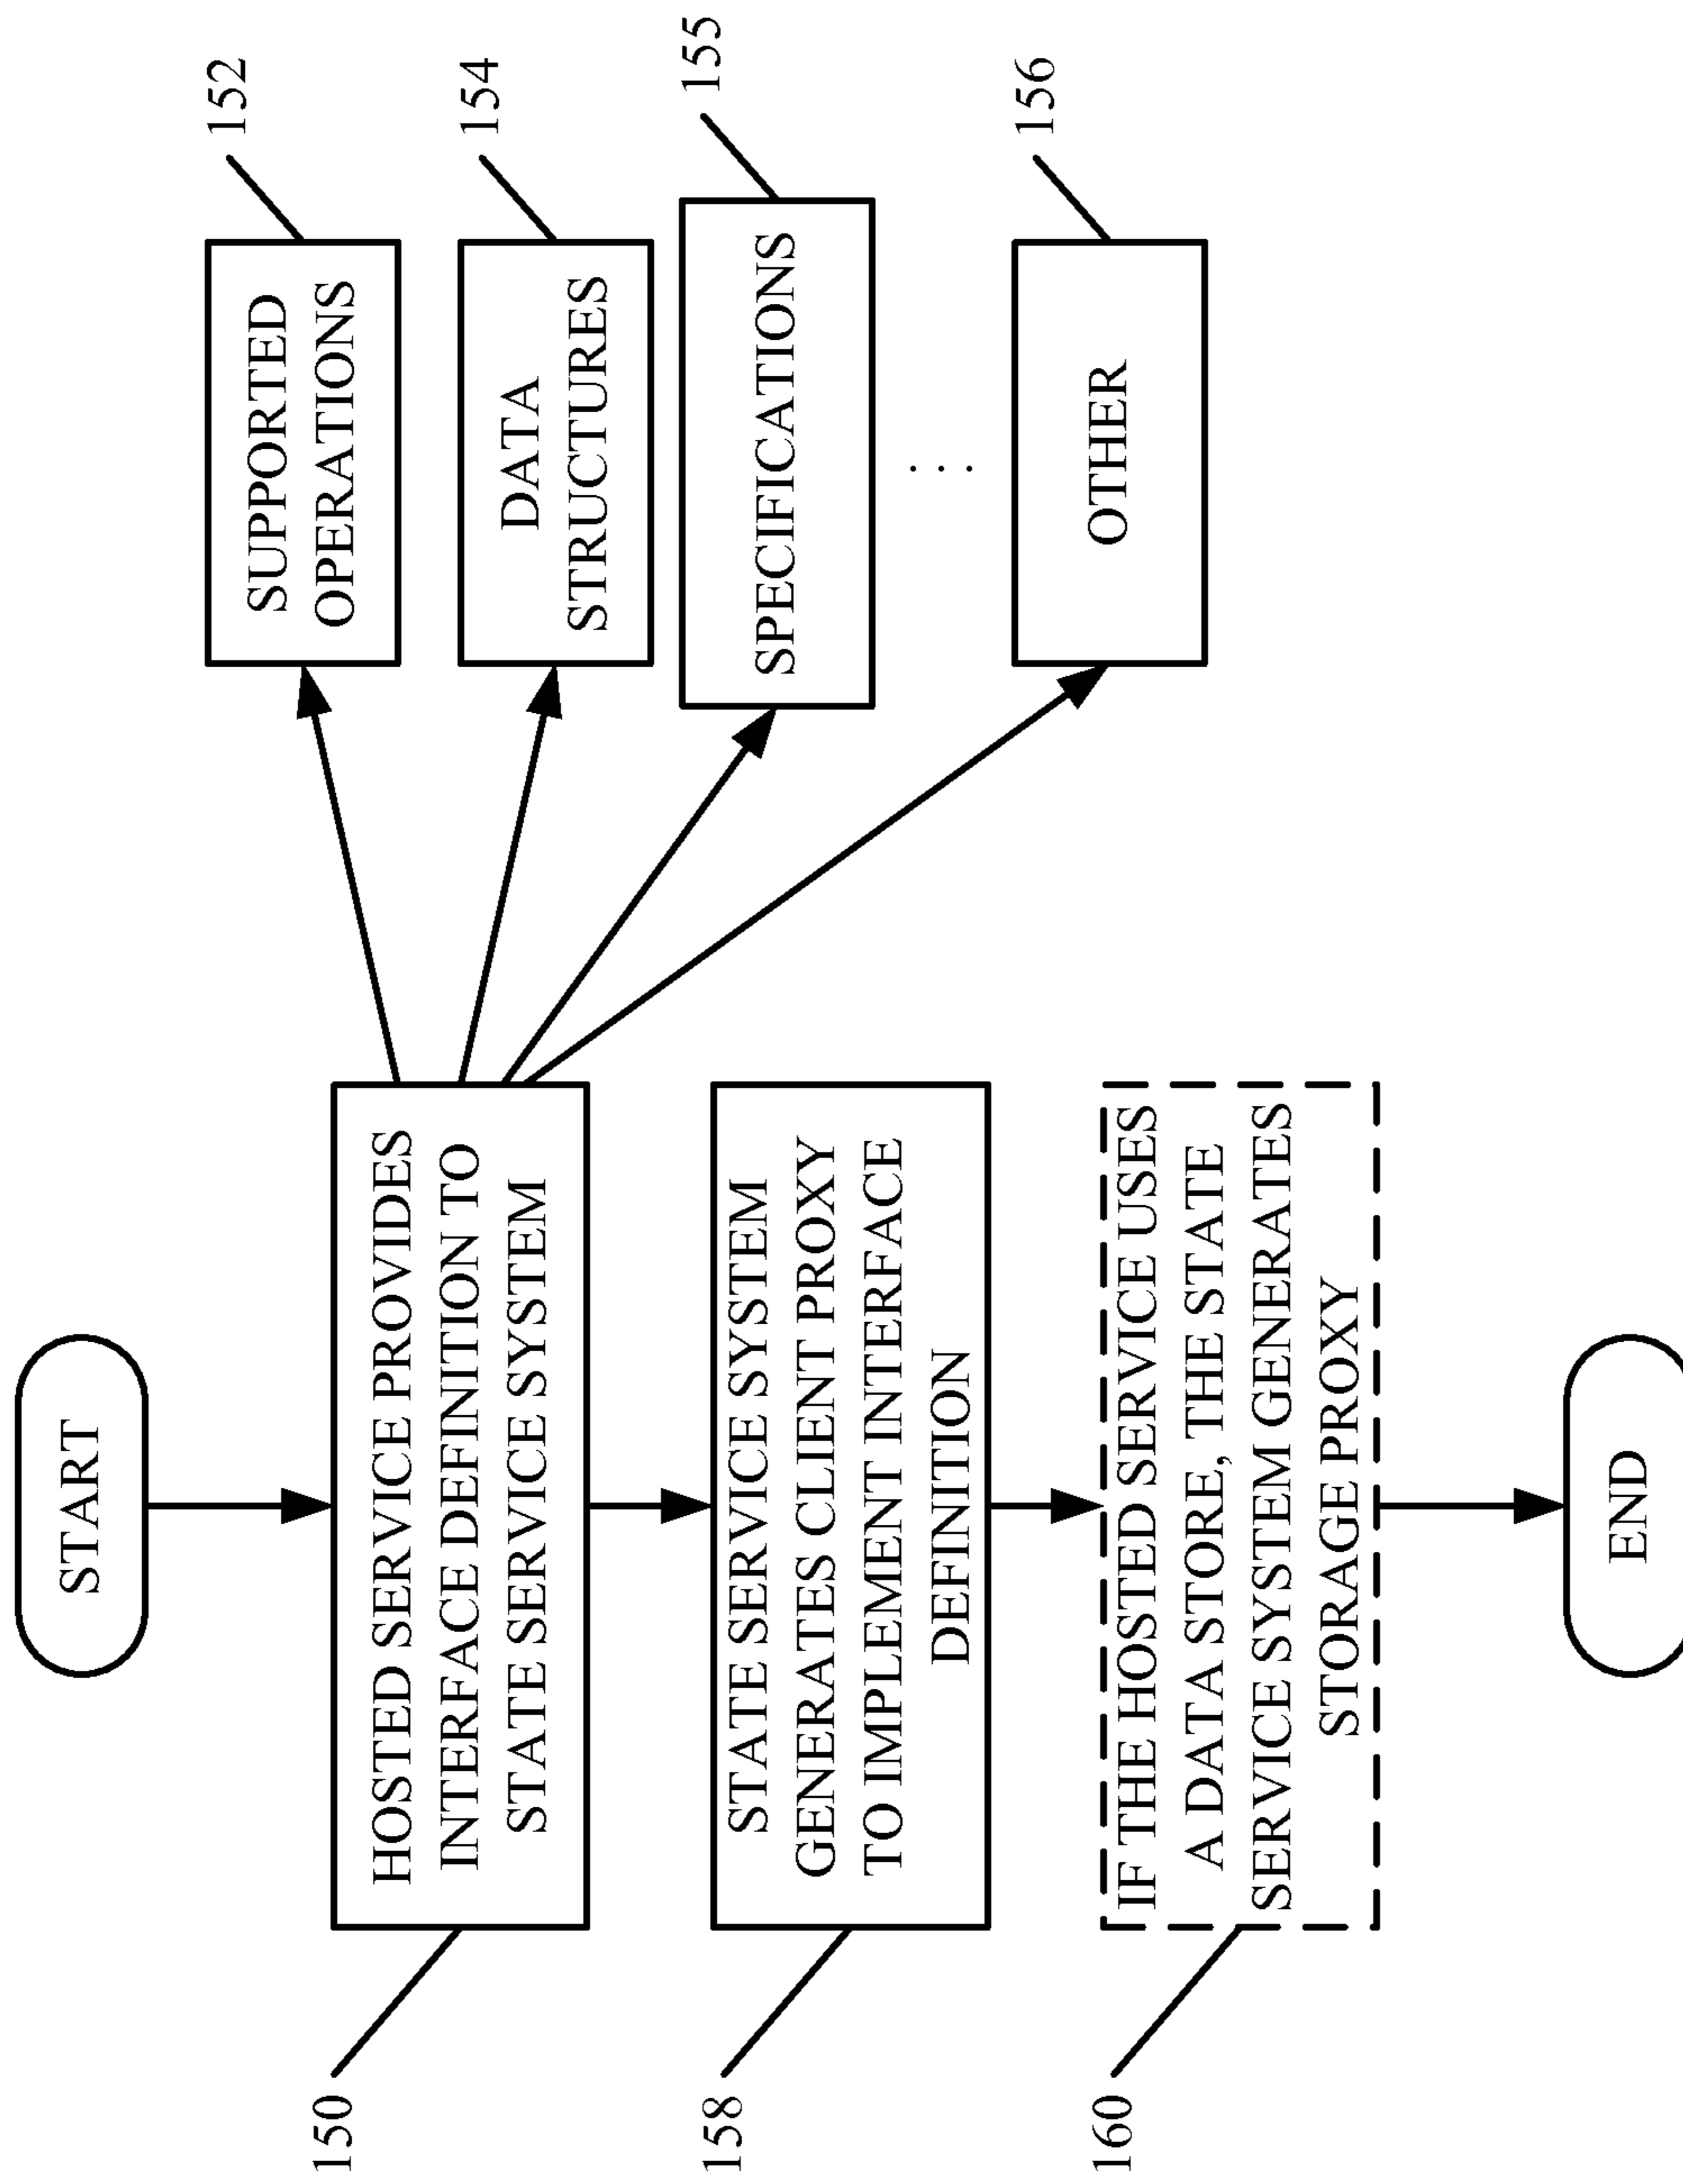 START
150
HOSTED SERVICE PROVIDES
INTERFACE DEFINITION TO
STATE SERVICE SYSTEM
SUPPORTED
OPERATIONS
152
DATA
STRUCTURES
154
SPECIFICATIONS
155
. . .
OTHER
156
158
STATE SERVICE SYSTEM
GENERATES CLIENT PROXY
TO IMPLEMENT INTERFACE
DEFINITION
160
IF THE HOSTED SERVICE USES
A DATA STORE, THE STATE
SERVICE SYSTEM GENERATES
STORAGE PROXY
END